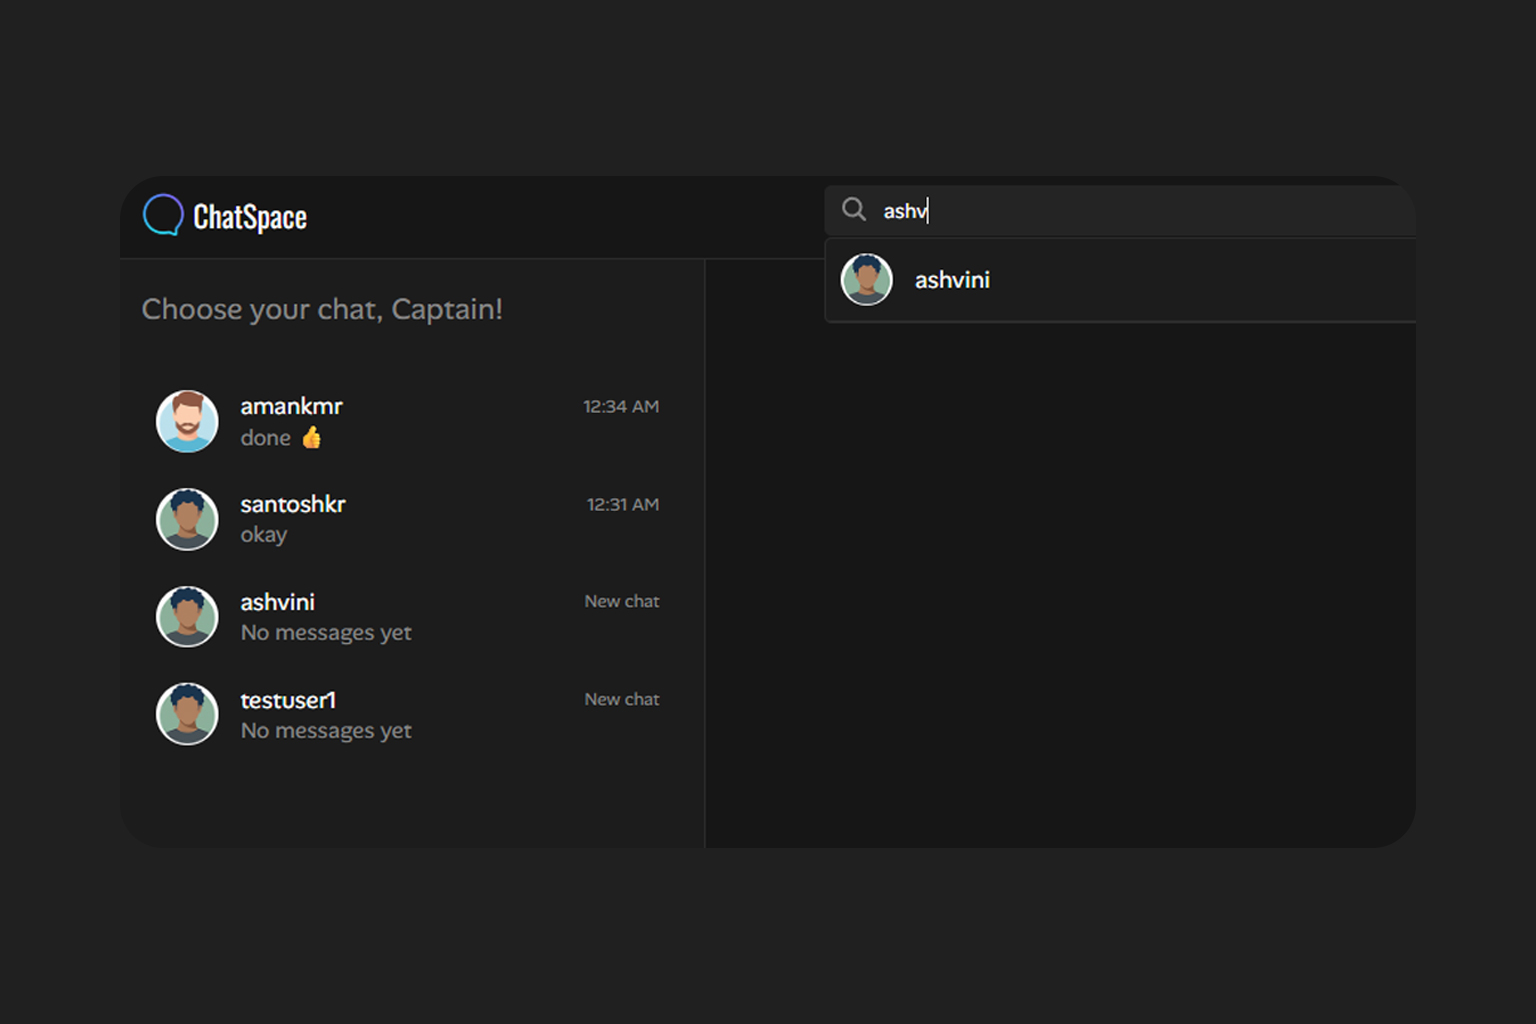 ChatSpace
ashv
ashvini
Choose your chat, Captain!
amankmr 12:34 AM
done 👍
santoshkr 12:31 AM
okay
ashvini New chat
No messages yet
testuser1 New chat
No messages yet